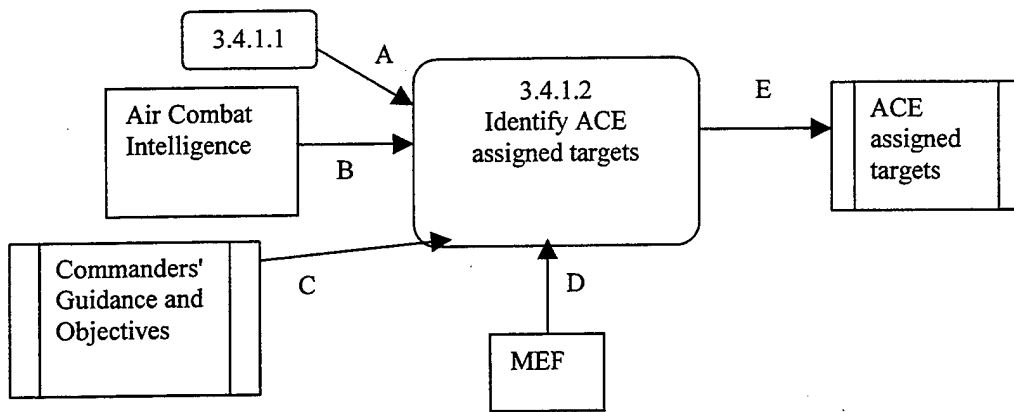 3.4.1.1
A
3.4.1.2
Identify ACE
assigned targets
E
ACE
assigned
targets
Air Combat
Intelligence
B
Commanders'
Guidance and
Objectives
C
D
MEF